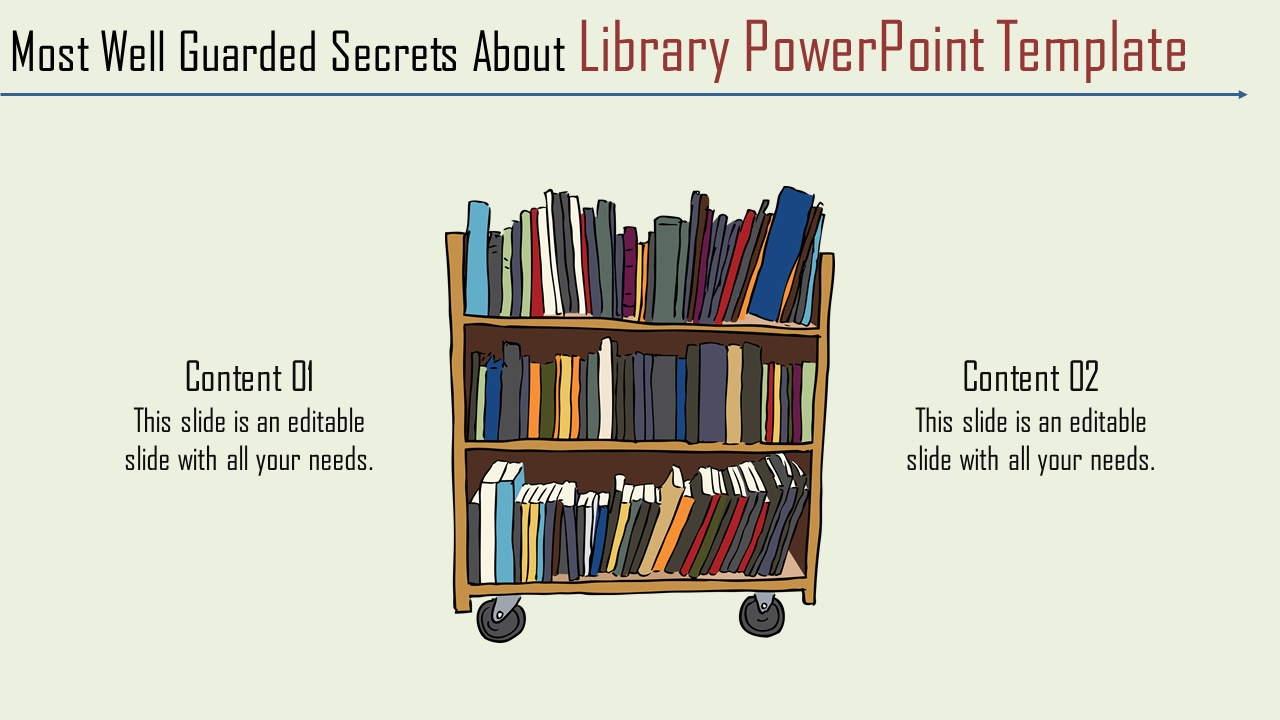 Most Well Guarded Secrets About Library PowerPoint Template
Content 01
This slide is an editable
slide with all your needs.
Content 02
This slide is an editable
slide with all your needs.